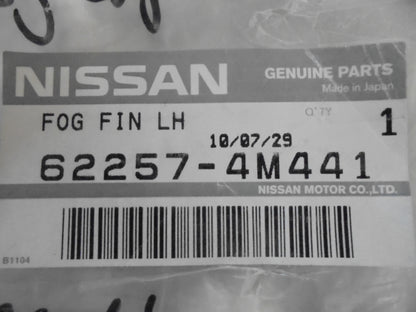 NISSAN
GENUINE PARTS
Made in Japan
FOG FIN LH
Q'TY
1
10/07/29
62257-4M441
NISSAN MOTOR CO.,LTD.
B1104